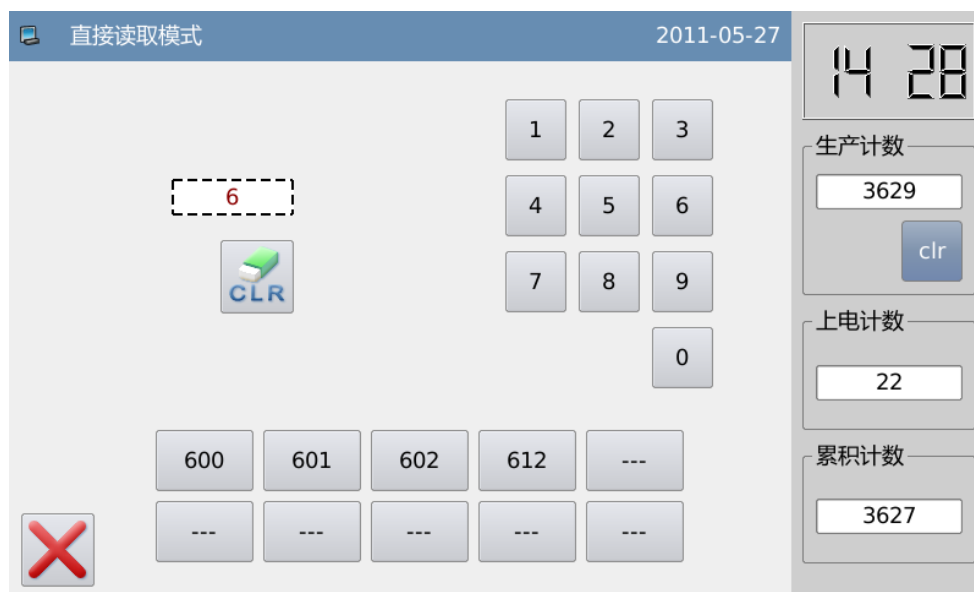 直接读取模式 2011-05-27
14 28
1 2 3
4 5 6
7 8 9
0
6
CLR
600 601 602 612 ---
--- --- --- --- ---
生产计数
3629
clr
上电计数
22
累积计数
3627